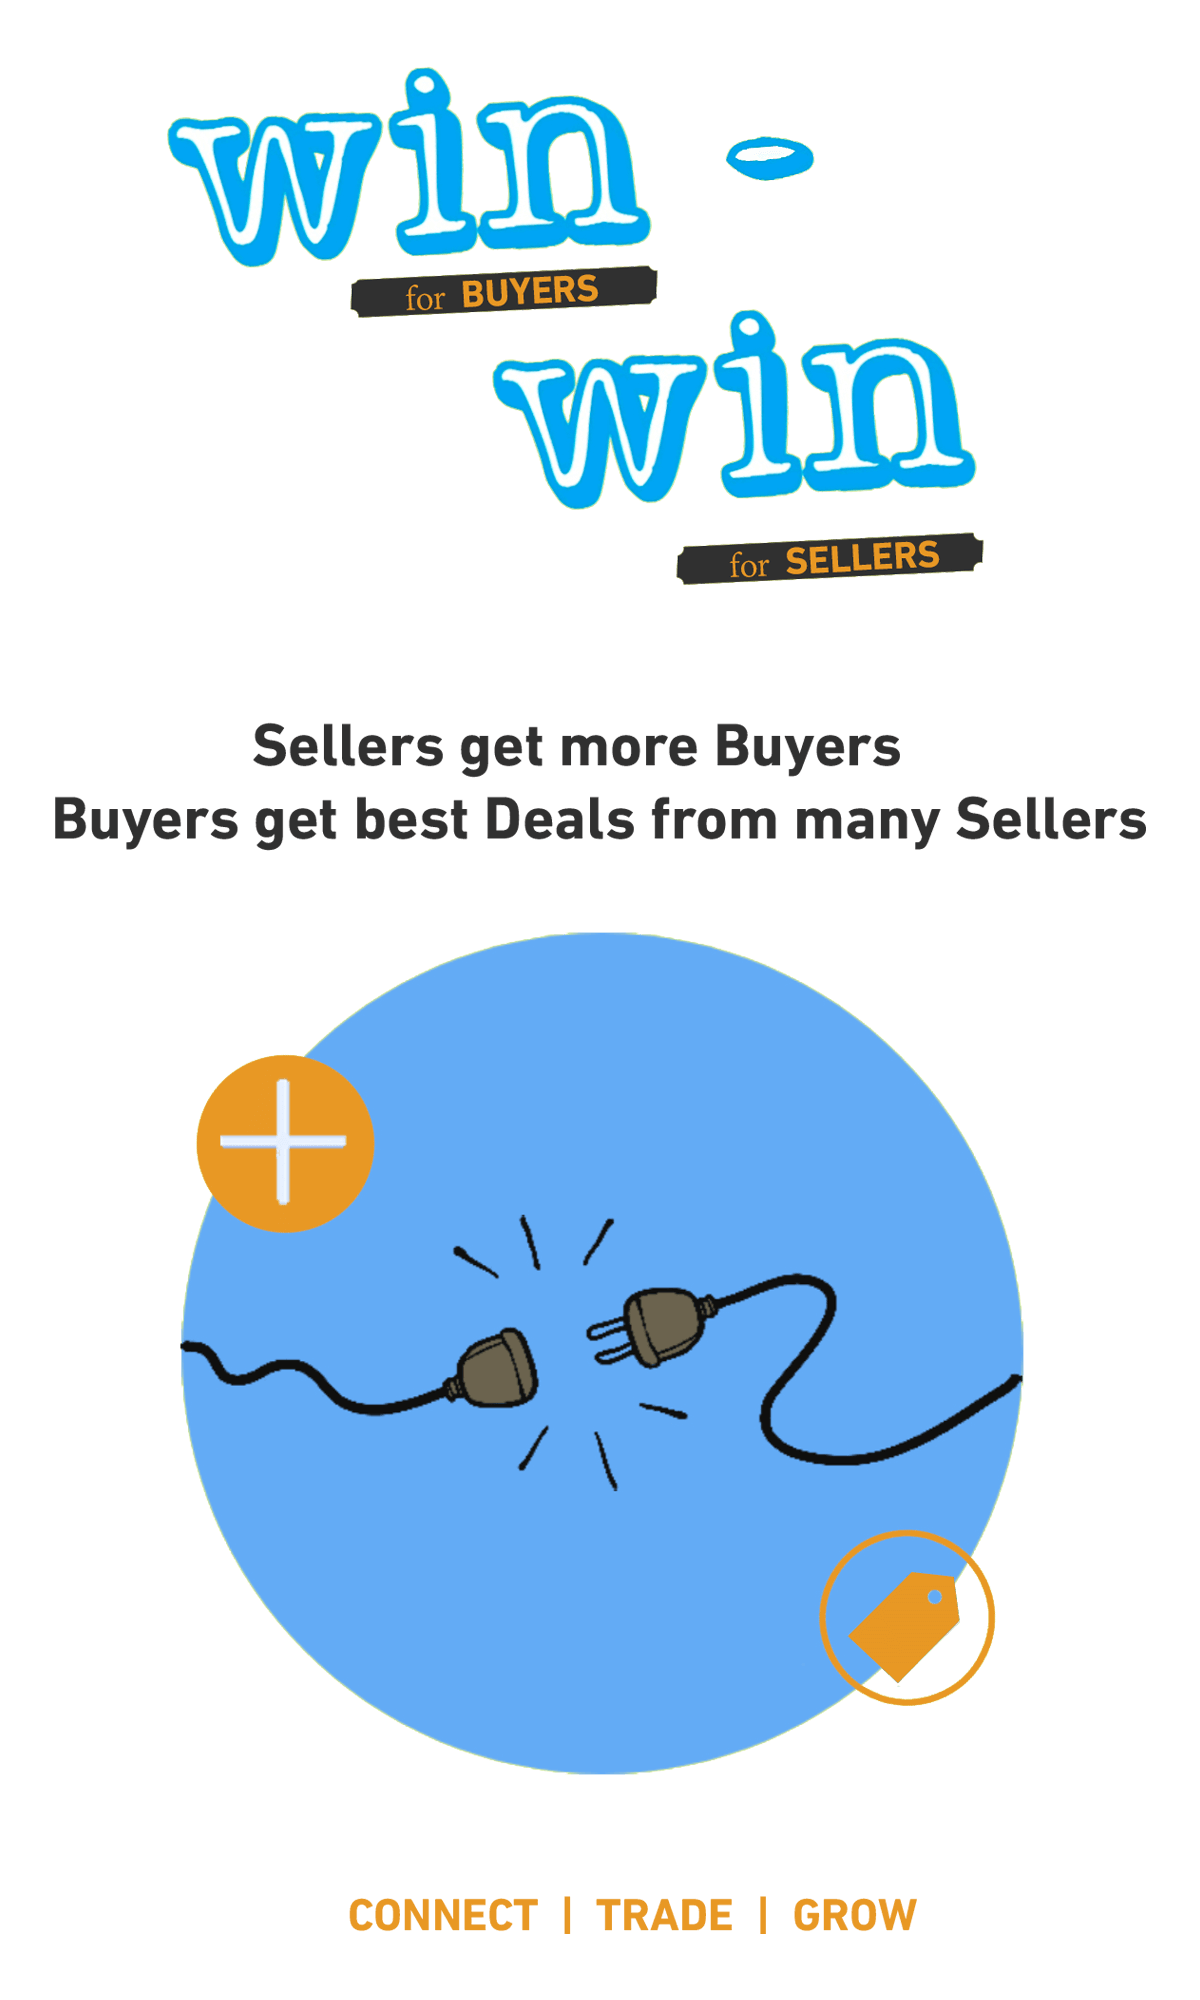 win -
for BUYERS
win
for SELLERS
Sellers get more Buyers
Buyers get best Deals from many Sellers
CONNECT | TRADE | GROW